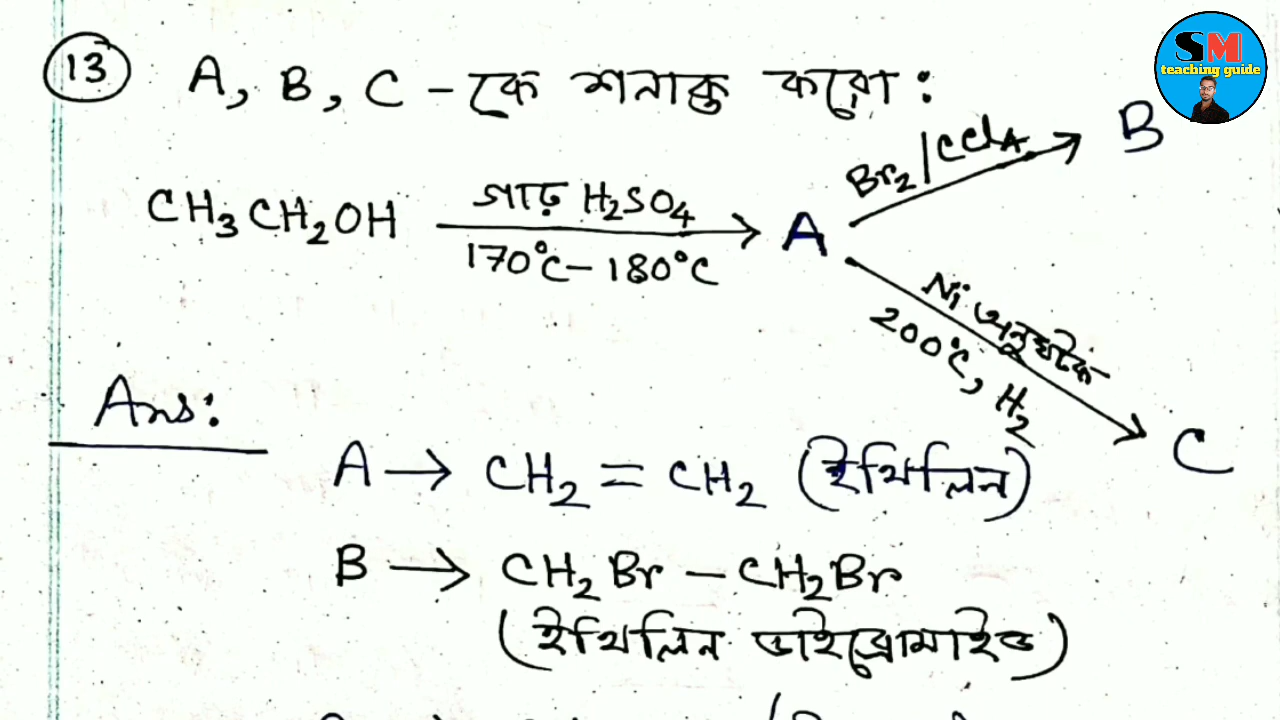 SM
teaching guide
13 A, B, C - কে শনাক্ত করো :
CH3CH2OH গাঢ় H2SO4 170°C - 180°C A
Br2/CCl4 B
Ni অনুঘটক 200°C, H2 C
Ans:
A → CH2 = CH2 (ইথিলিন)
B → CH2Br - CH2Br
(ইথিলিন ডাইব্রোমাইড)